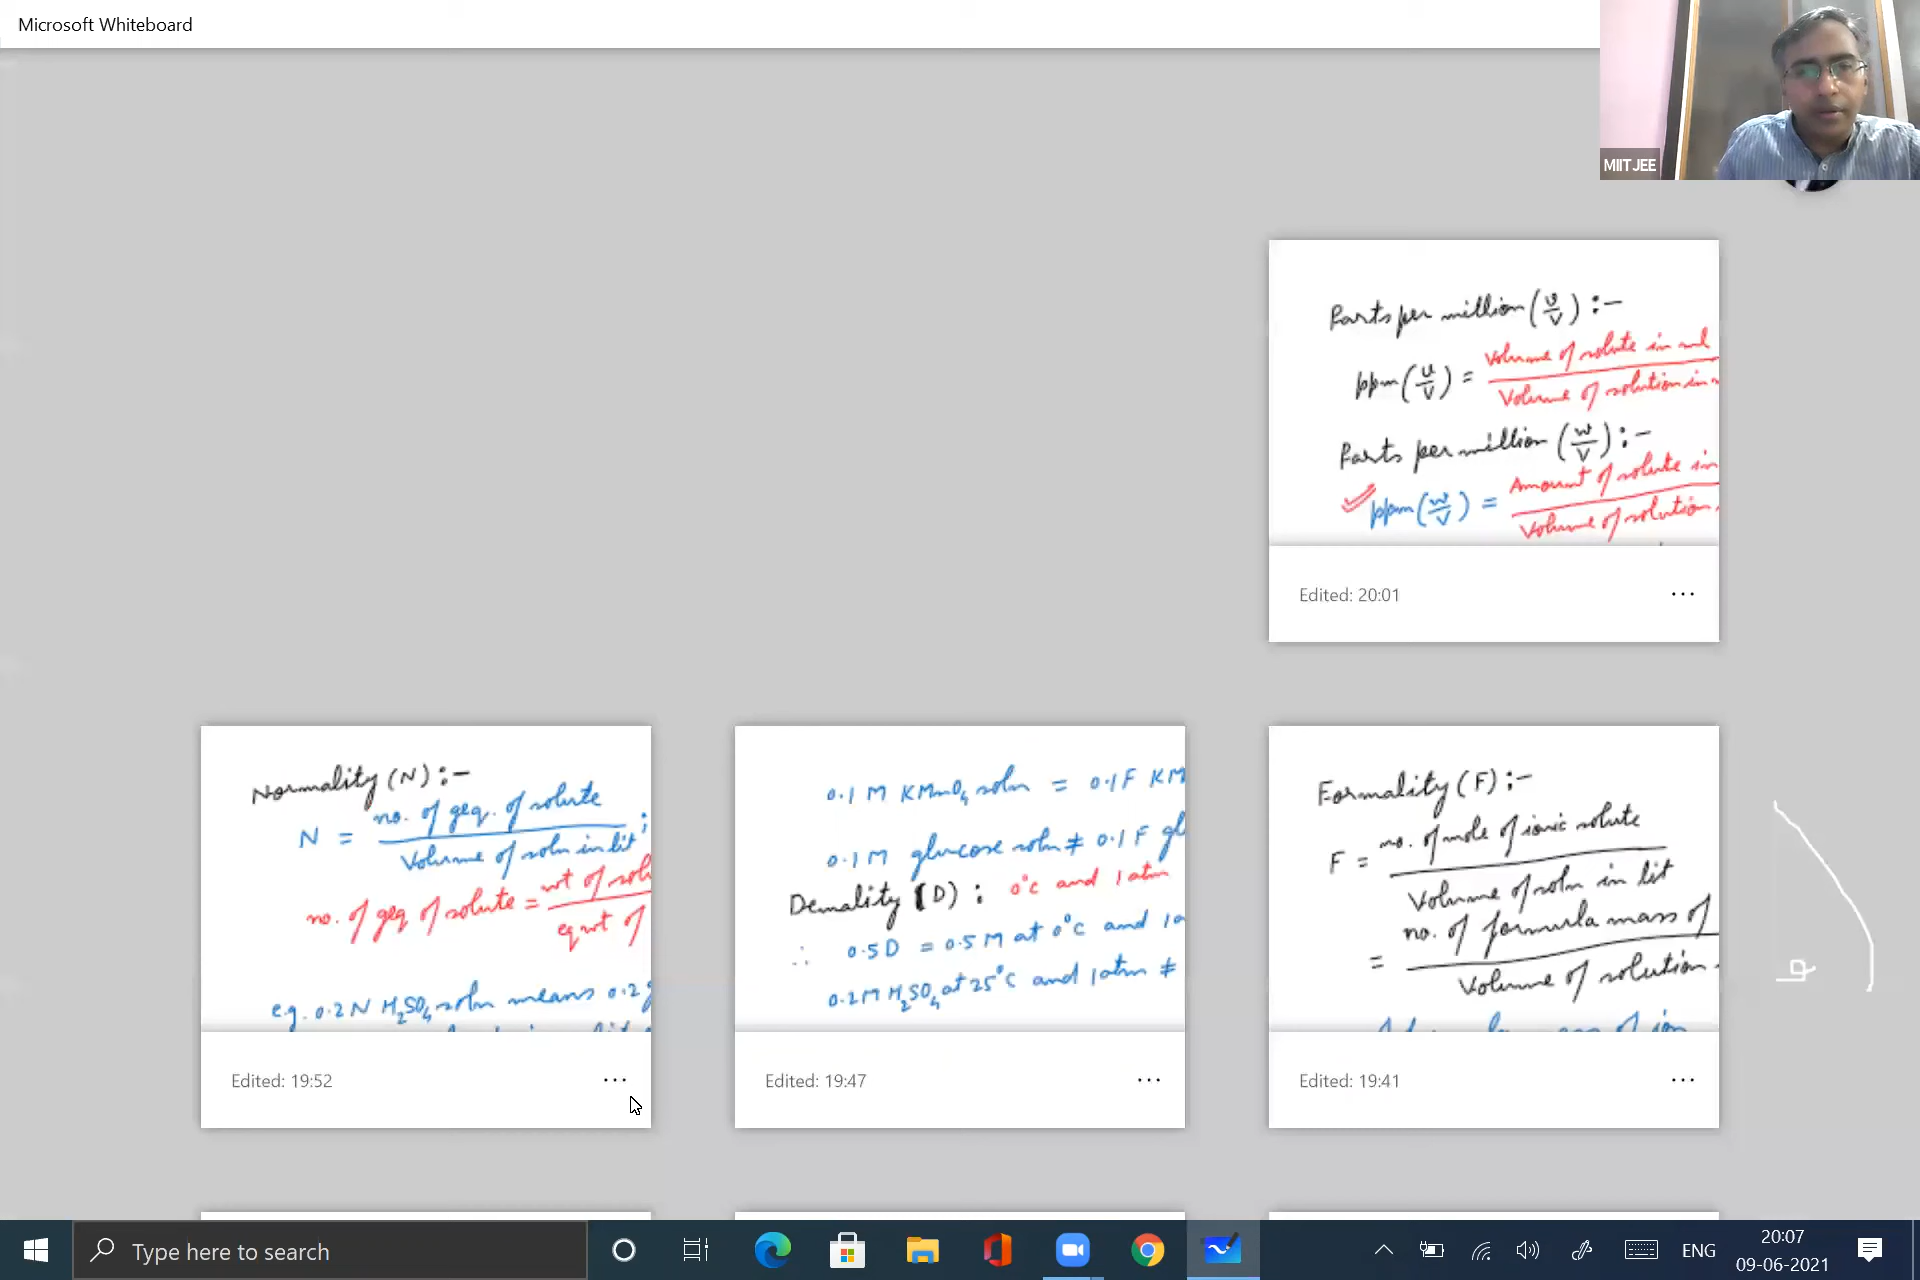 Microsoft Whiteboard
MIIT JEE
Parts per million (v/V) :-
ppm (v/V) = Volume of solute in ml / Volume of solution in
Parts per million (w/V) :-
ppm (w/V) = Amount of solute in / Volume of solution
Edited: 20:01
...
Normality (N) :-
N = no. of geq. of solute / Volume of soln in lit ;
no. of geq of solute = wt of / eq wt of
e.g. 0.2 N H2SO4 soln means 0.2
Edited: 19:52
...
0.1 M KMnO4 soln = 0.1 F
0.1 M glucose soln ≠ 0.1 F
Demality (D) : 0°C and 1 atm
∴ 0.5 D = 0.5 M at 0°C and
0.2 M H2SO4 at 25°C and 1 atm ≠
Edited: 19:47
...
Formality (F) :-
F = no. of mole of ionic solute / Volume of soln in lit
= no. of formula mass of / Volume of solution
Edited: 19:41
...
Type here to search
ENG
20:07
09-06-2021